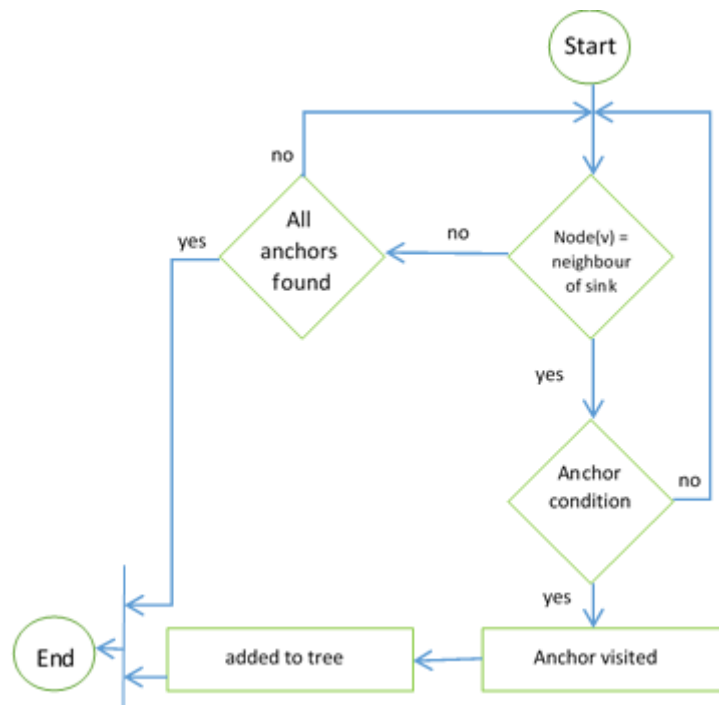 Start
no
All
anchors
found
yes
no
Node(v) =
neighbour
of sink
yes
Anchor
condition
no
yes
End
added to tree
Anchor visited